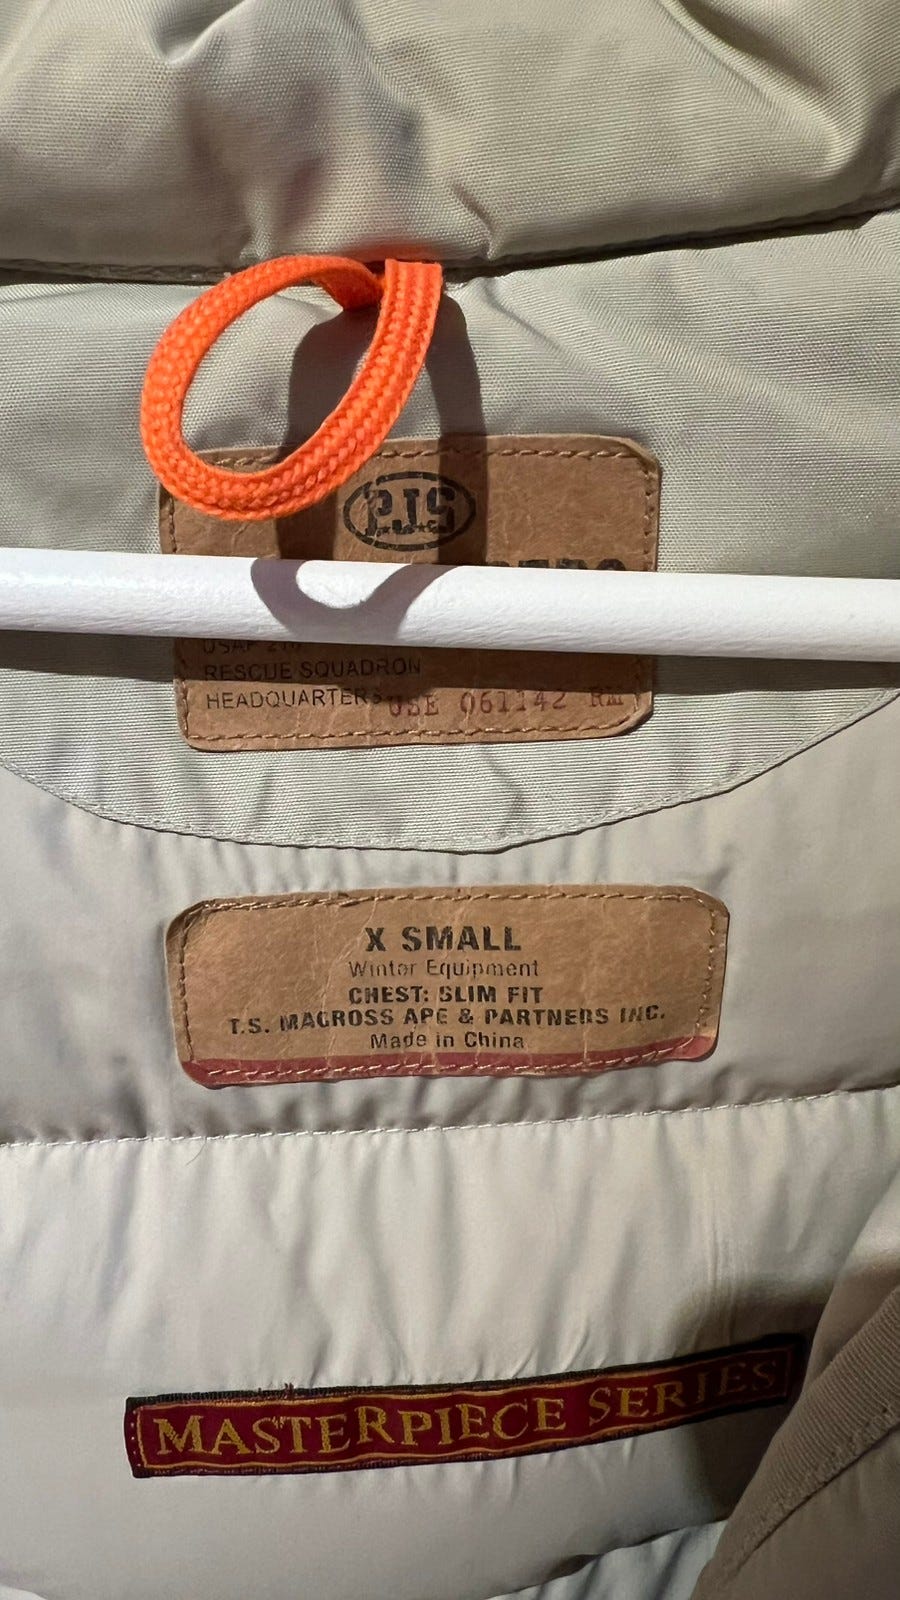 PJS
RESCUE SQUADRON
HEADQUARTERS USE 061142 RM
X SMALL
Winter Equipment
CHEST: SLIM FIT
T.S. MACROSS APE & PARTNERS INC.
Made in China
MASTERPIECE SERIES